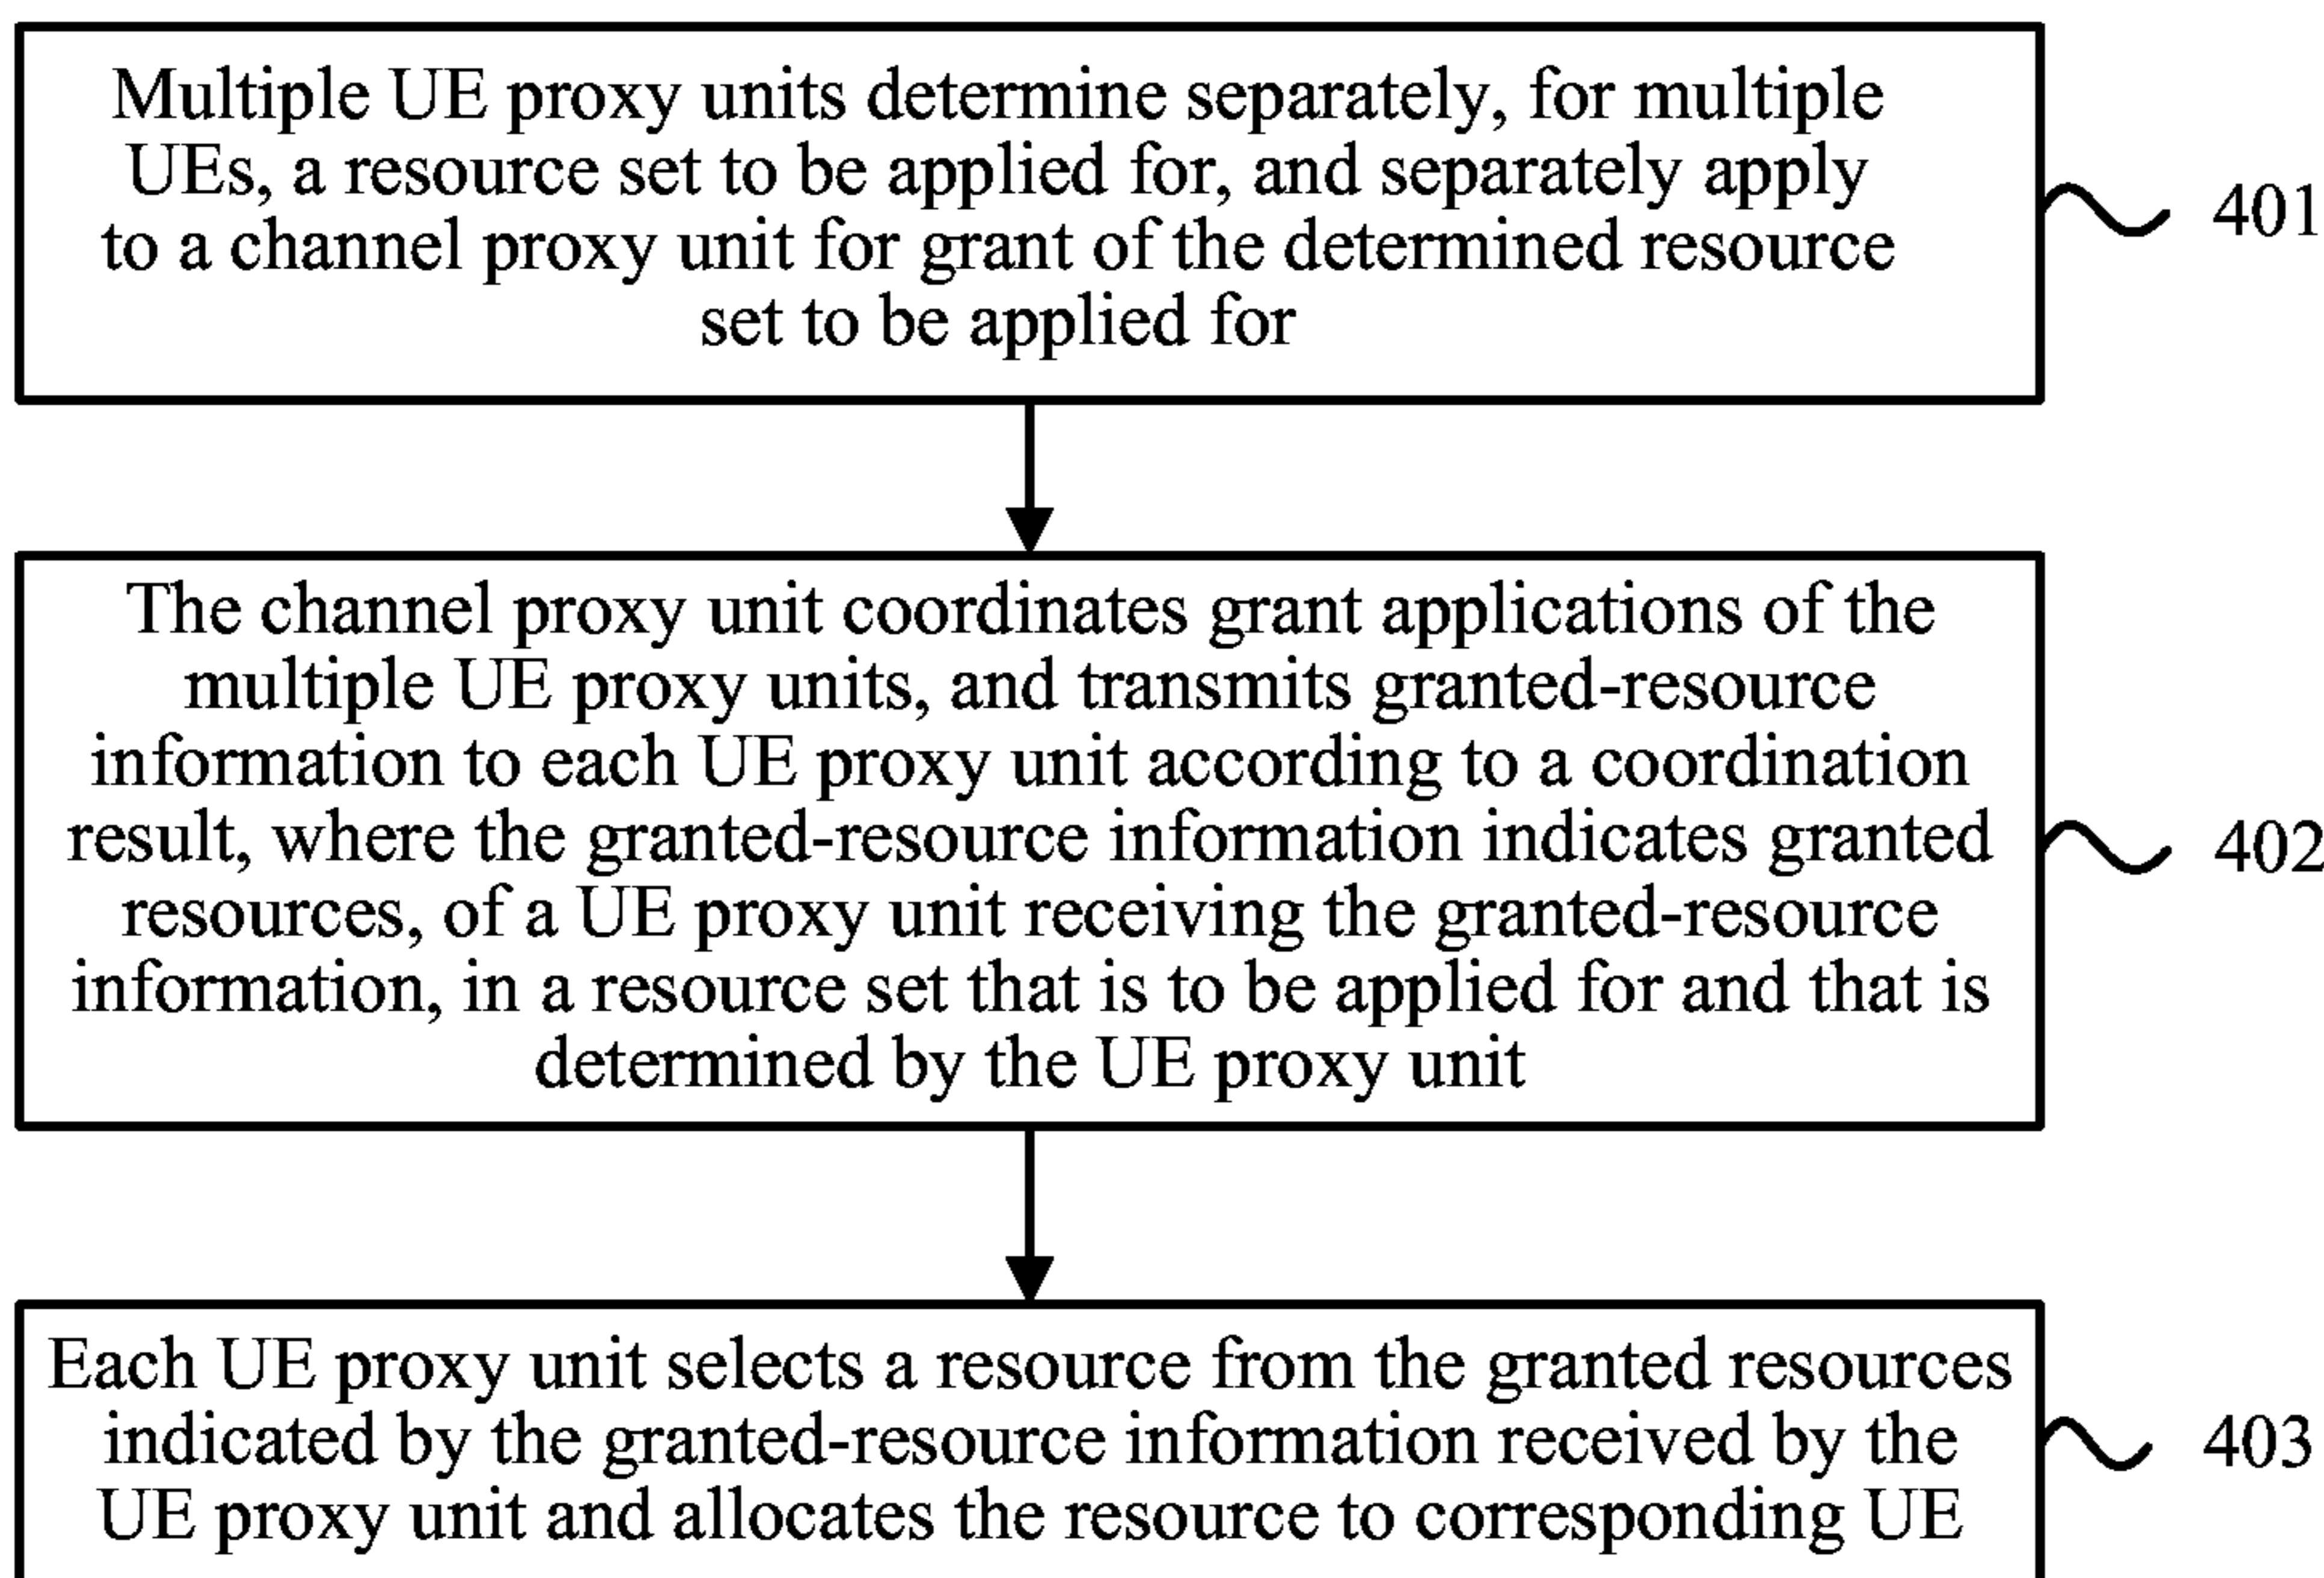 Multiple UE proxy units determine separately, for multiple
UEs, a resource set to be applied for, and separately apply
to a channel proxy unit for grant of the determined resource
set to be applied for
401
The channel proxy unit coordinates grant applications of the
multiple UE proxy units, and transmits granted-resource
information to each UE proxy unit according to a coordination
result, where the granted-resource information indicates granted
resources, of a UE proxy unit receiving the granted-resource
information, in a resource set that is to be applied for and that is
determined by the UE proxy unit
402
Each UE proxy unit selects a resource from the granted resources
indicated by the granted-resource information received by the
UE proxy unit and allocates the resource to corresponding UE
403